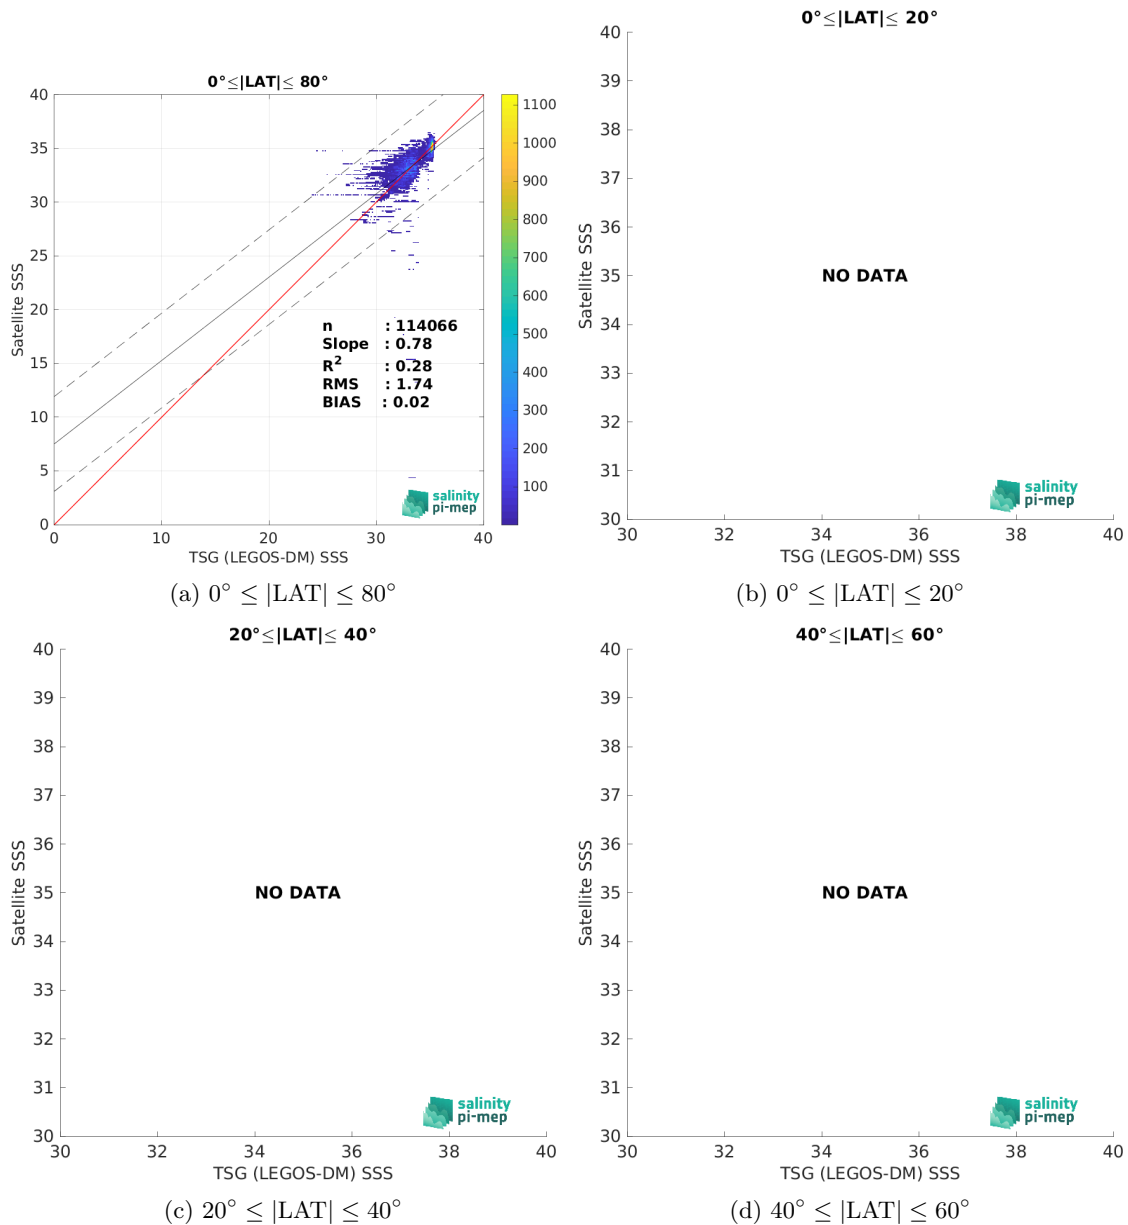 0°≤|LAT|≤ 80°
40
35
30
25
20
15
10
5
0
Satellite SSS
0
10
20
30
40
TSG (LEGOS-DM) SSS
n : 114066
Slope : 0.78
R² : 0.28
RMS : 1.74
BIAS : 0.02
salinity
pi-mep
1100
1000
900
800
700
600
500
400
300
200
100
(a) 0° ≤ |LAT| ≤ 80°
0°≤|LAT|≤ 20°
40
39
38
37
36
35
34
33
32
31
30
Satellite SSS
NO DATA
salinity
pi-mep
30
32
34
36
38
40
TSG (LEGOS-DM) SSS
(b) 0° ≤ |LAT| ≤ 20°
20°≤|LAT|≤ 40°
40
39
38
37
36
35
34
33
32
31
30
Satellite SSS
NO DATA
salinity
pi-mep
30
32
34
36
38
40
TSG (LEGOS-DM) SSS
(c) 20° ≤ |LAT| ≤ 40°
40°≤|LAT|≤ 60°
40
39
38
37
36
35
34
33
32
31
30
Satellite SSS
NO DATA
salinity
pi-mep
30
32
34
36
38
40
TSG (LEGOS-DM) SSS
(d) 40° ≤ |LAT| ≤ 60°